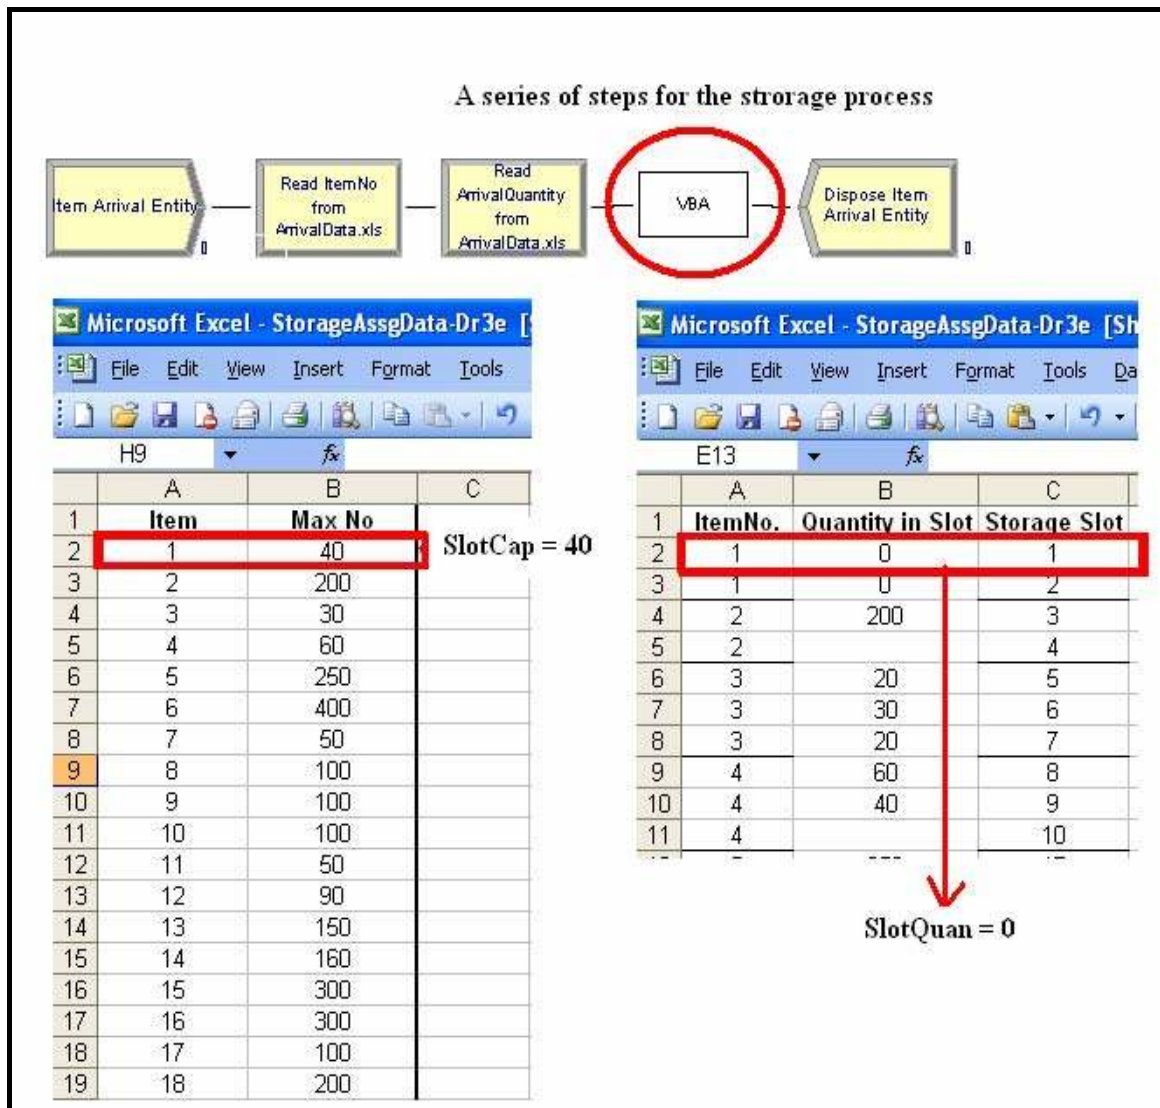 A series of steps for the strorage process
Item Arrival Entity
0
Read ItemNo
from
ArrivalData.xls
Read
ArrivalQuantity
from
ArrivalData.xls
VBA
Dispose Item
Arrival Entity
0
Microsoft Excel - StorageAssgData-Dr3e [
File Edit View Insert Format Tools
H9 fx
A B C
1 Item Max No
2 1 40
3 2 200
4 3 30
5 4 60
6 5 250
7 6 400
8 7 50
9 8 100
10 9 100
11 10 100
12 11 50
13 12 90
14 13 150
15 14 160
16 15 300
17 16 300
18 17 100
19 18 200
SlotCap = 40
Microsoft Excel - StorageAssgData-Dr3e [Sh
File Edit View Insert Format Tools Da
E13 fx
A B C
1 ItemNo. Quantity in Slot Storage Slot
2 1 0 1
3 1 0 2
4 2 200 3
5 2 4
6 3 20 5
7 3 30 6
8 3 20 7
9 4 60 8
10 4 40 9
11 4 10
SlotQuan = 0